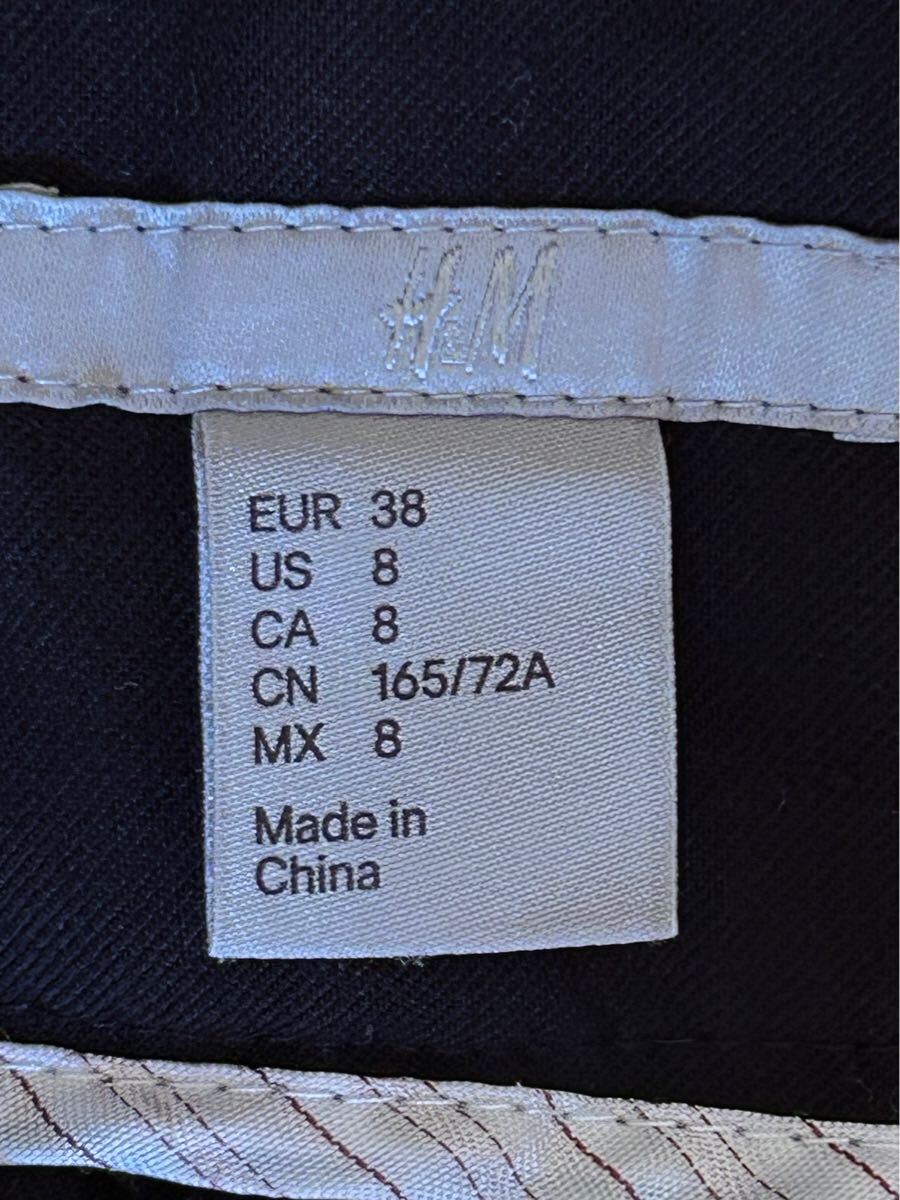 H&M
EUR 38
US 8
CA 8
CN 165/72A
MX 8
Made in
China